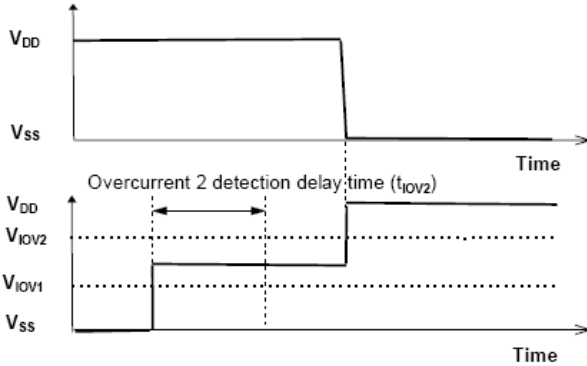 VDD
VSS
Time
Overcurrent 2 detection delay time (tIOV2)
VDD
VIOV2
VIOV1
VSS
Time